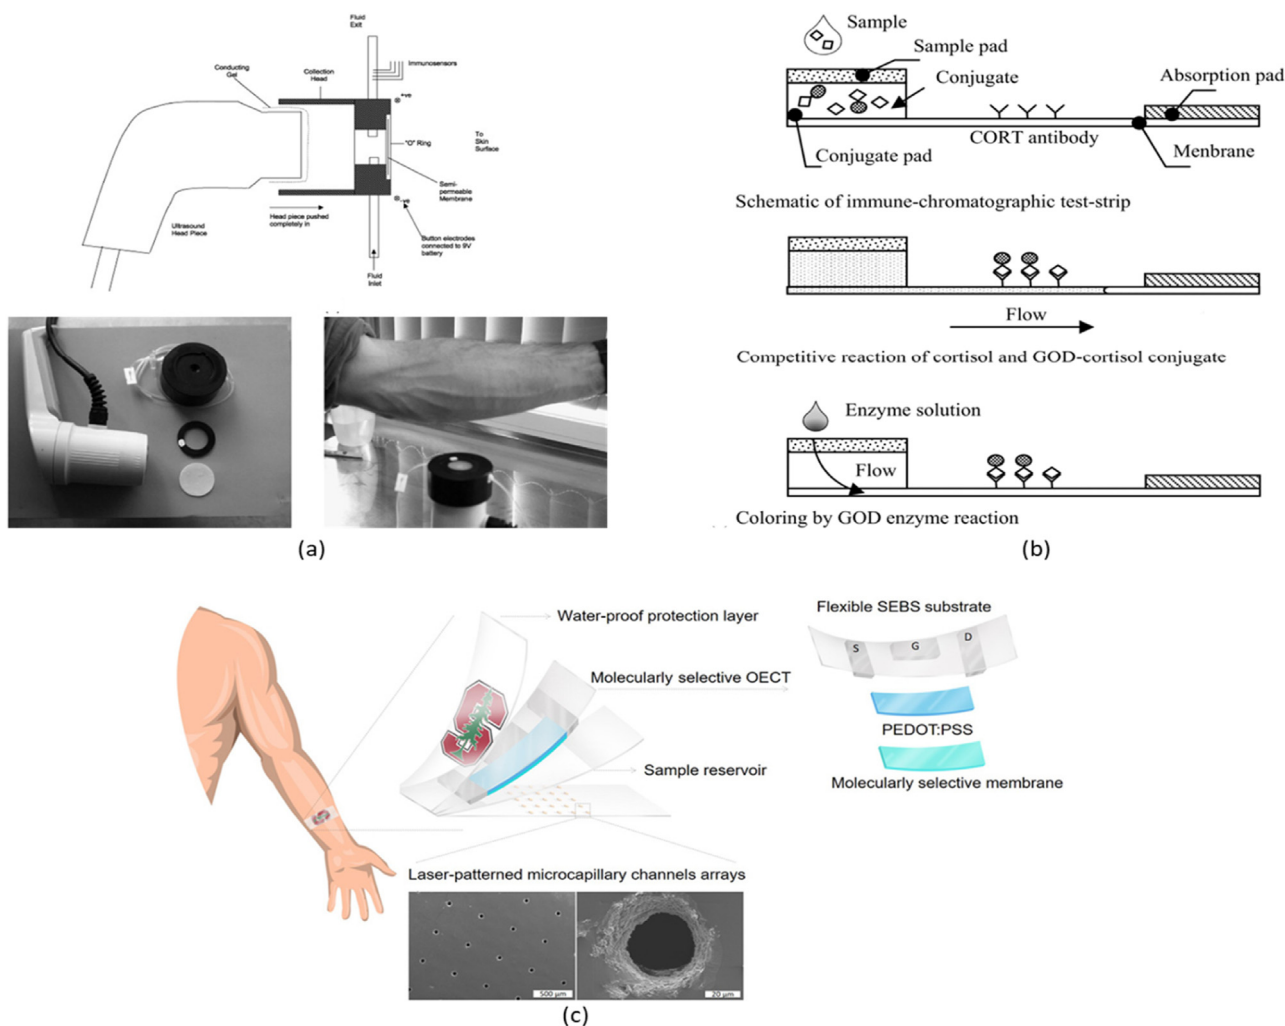 Fluid
Exit
Immunosensors
Conducting
Gel
Collection
Head
+ve
"O" Ring
To
Skin
Surface
Semi-
permeable
Membrane
-ve
Head piece pushed
completely in
Ultrasound
Head Piece
Button electrodes
connected to 9V
battery
Fluid
Inlet
(a)
Sample
Sample pad
Conjugate
Absorption pad
CORT antibody
Conjugate pad
Menbrane
Schematic of immune-chromatographic test-strip
Flow
Competitive reaction of cortisol and GOD-cortisol conjugate
Enzyme solution
Flow
Coloring by GOD enzyme reaction
(b)
Water-proof protection layer
Molecularly selective OECT
Sample reservoir
Flexible SEBS substrate
S
G
D
PEDOT:PSS
Molecularly selective membrane
Laser-patterned microcapillary channels arrays
500 µm
20 µm
(c)